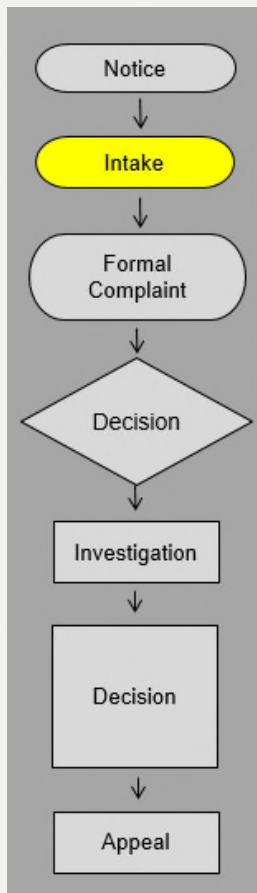 Notice
Intake
Formal
Complaint
Decision
Investigation
Decision
Appeal